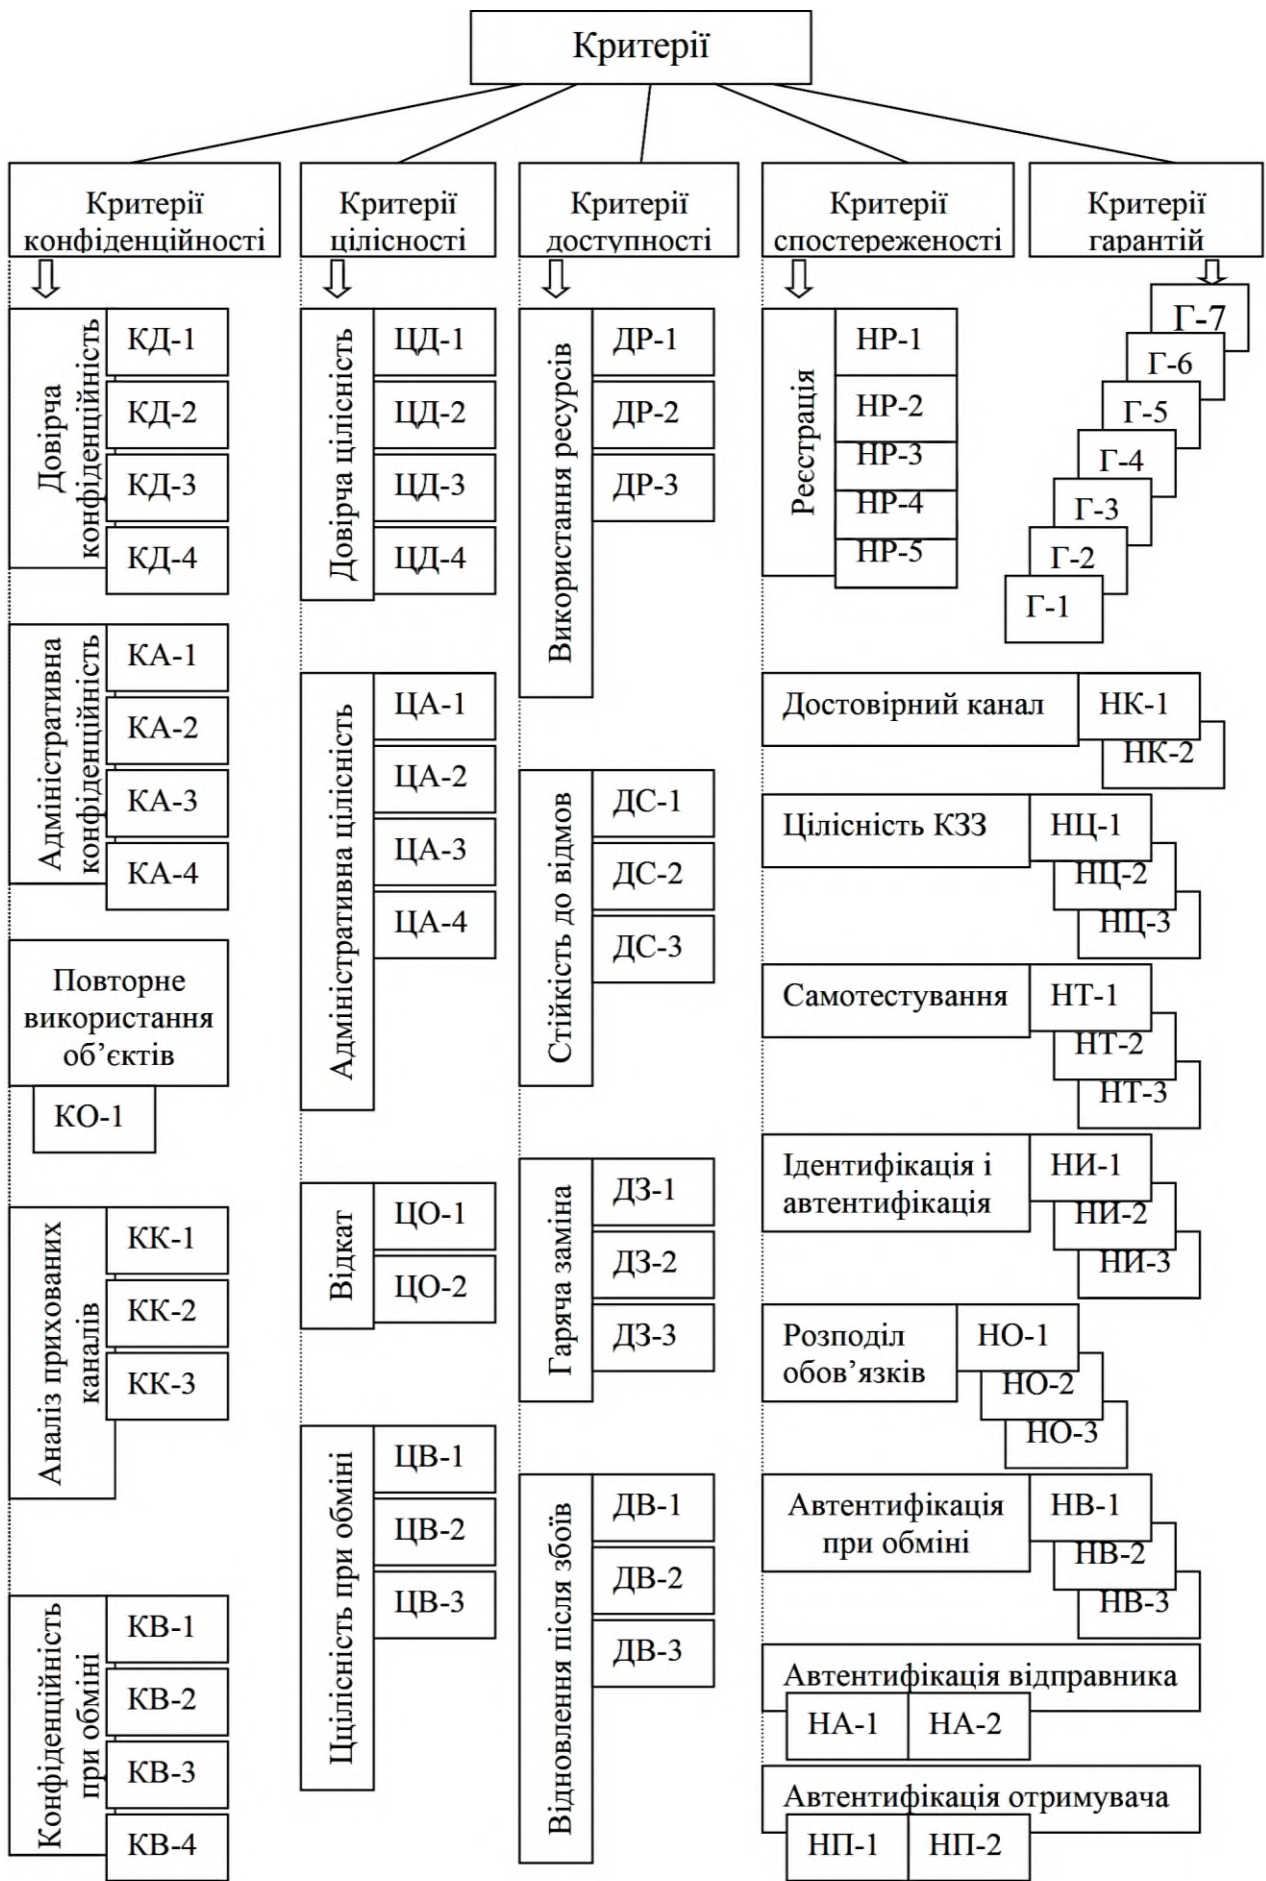 Критерії
Критерії
конфіденційності
Критерії
цілісності
Критерії
доступності
Критерії
спостереженості
Критерії
гарантій
Довірча
конфіденційність
КД-1
КД-2
КД-3
КД-4
Адміністративна
конфіденційність
КА-1
КА-2
КА-3
КА-4
Повторне
використання
об’єктів
КО-1
Аналіз прихованих
каналів
КК-1
КК-2
КК-3
Конфіденційність
при обміні
КВ-1
КВ-2
КВ-3
КВ-4
Довірча цілісність
ЦД-1
ЦД-2
ЦД-3
ЦД-4
Адміністративна цілісність
ЦА-1
ЦА-2
ЦА-3
ЦА-4
Відкат
ЦО-1
ЦО-2
Ццілісність при обміні
ЦВ-1
ЦВ-2
ЦВ-3
Використання ресурсів
ДР-1
ДР-2
ДР-3
Стійкість до відмов
ДС-1
ДС-2
ДС-3
Гаряча заміна
ДЗ-1
ДЗ-2
ДЗ-3
Відновлення після збоїв
ДВ-1
ДВ-2
ДВ-3
Реєстрація
НР-1
НР-2
НР-3
НР-4
НР-5
Достовірний канал
НК-1
НК-2
Цілісність КЗЗ
НЦ-1
НЦ-2
НЦ-3
Самотестування
НТ-1
НТ-2
НТ-3
Ідентифікація і
автентифікація
НИ-1
НИ-2
НИ-3
Розподіл
обов’язків
НО-1
НО-2
НО-3
Автентифікація
при обміні
НВ-1
НВ-2
НВ-3
Автентифікація відправника
НА-1
НА-2
Автентифікація отримувача
НП-1
НП-2
Г-7
Г-6
Г-5
Г-4
Г-3
Г-2
Г-1